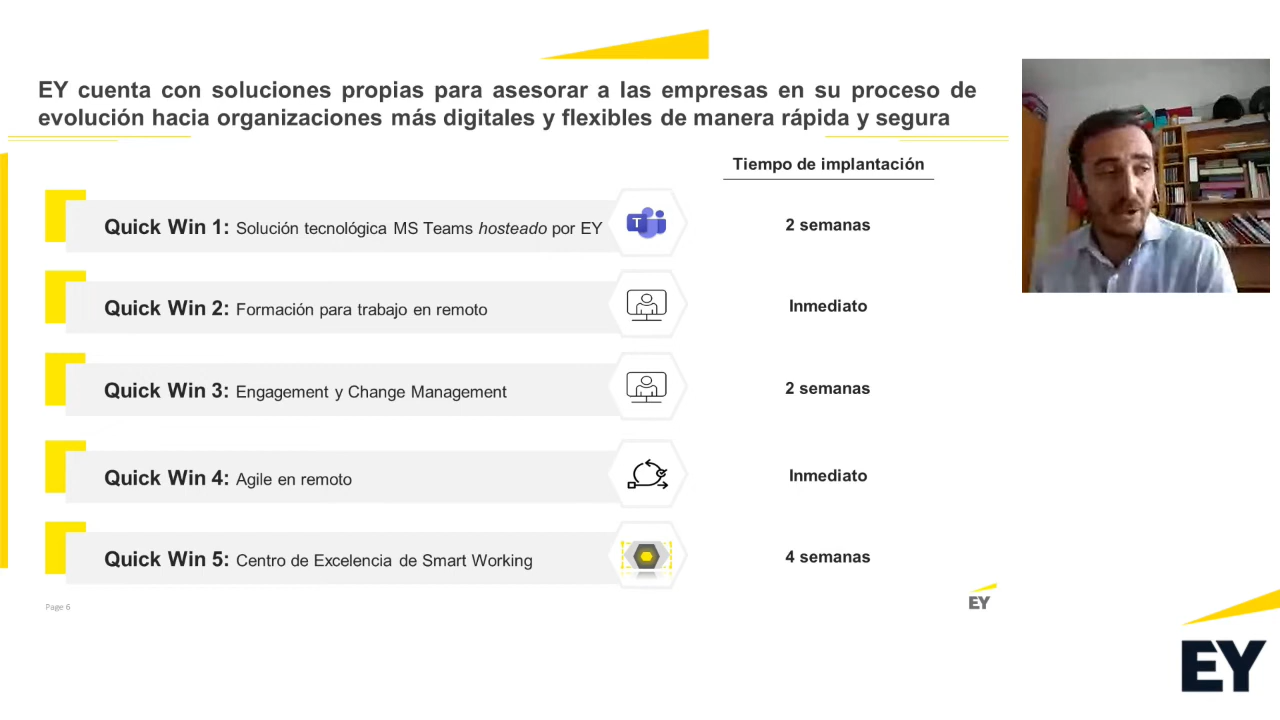 EY cuenta con soluciones propias para asesorar a las empresas en su proceso de
evolución hacia organizaciones más digitales y flexibles de manera rápida y segura
Tiempo de implantación
Quick Win 1: Solución tecnológica MS Teams hosteado por EY
T
2 semanas
Quick Win 2: Formación para trabajo en remoto
Inmediato
Quick Win 3: Engagement y Change Management
2 semanas
Quick Win 4: Agile en remoto
Inmediato
Quick Win 5: Centro de Excelencia de Smart Working
4 semanas
Page 6
EY
EY